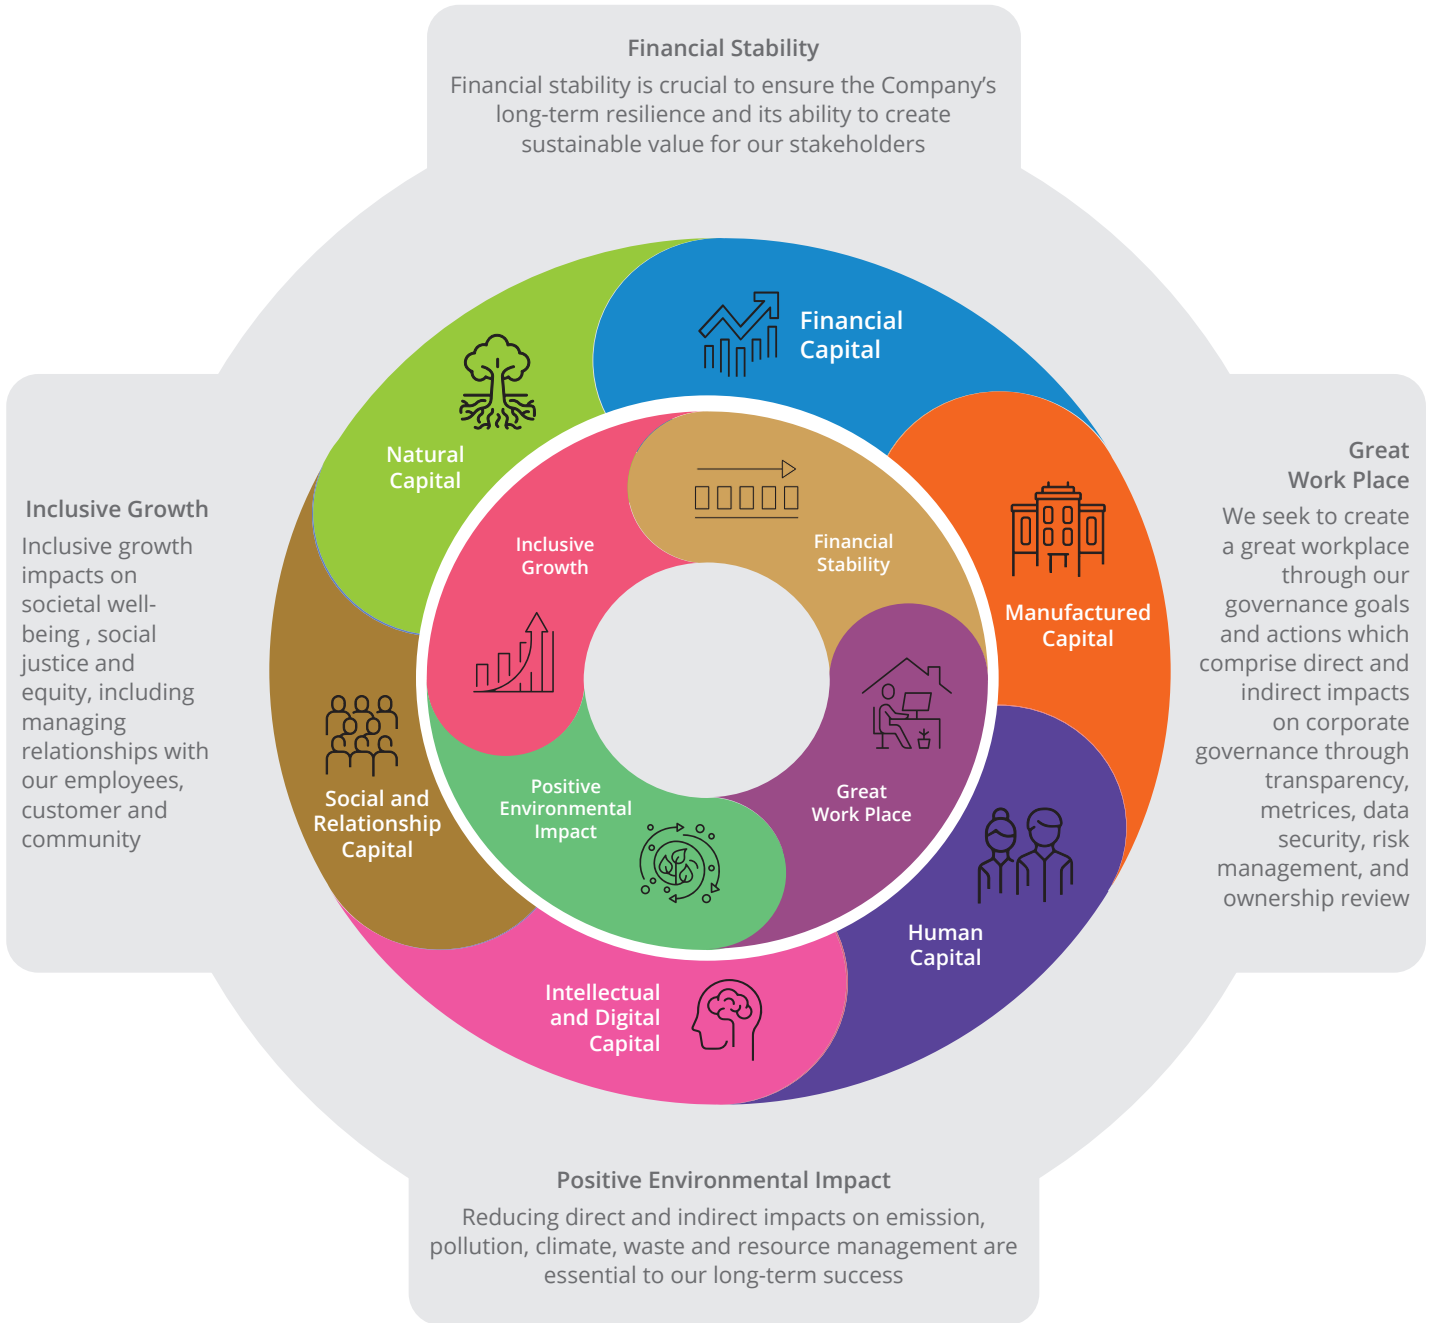 Financial Stability
Financial stability is crucial to ensure the Company’s
long-term resilience and its ability to create
sustainable value for our stakeholders
Financial
Capital
Natural
Capital
Manufactured
Capital
Social and
Relationship
Capital
Human
Capital
Intellectual
and Digital
Capital
Inclusive
Growth
Financial
Stability
Positive
Environmental
Impact
Great
Work Place
Inclusive Growth
Inclusive growth
impacts on
societal well-
being , social
justice and
equity, including
managing
relationships with
our employees,
customer and
community
Great
Work Place
We seek to create
a great workplace
through our
governance goals
and actions which
comprise direct and
indirect impacts
on corporate
governance through
transparency,
metrices, data
security, risk
management, and
ownership review
Positive Environmental Impact
Reducing direct and indirect impacts on emission,
pollution, climate, waste and resource management are
essential to our long-term success